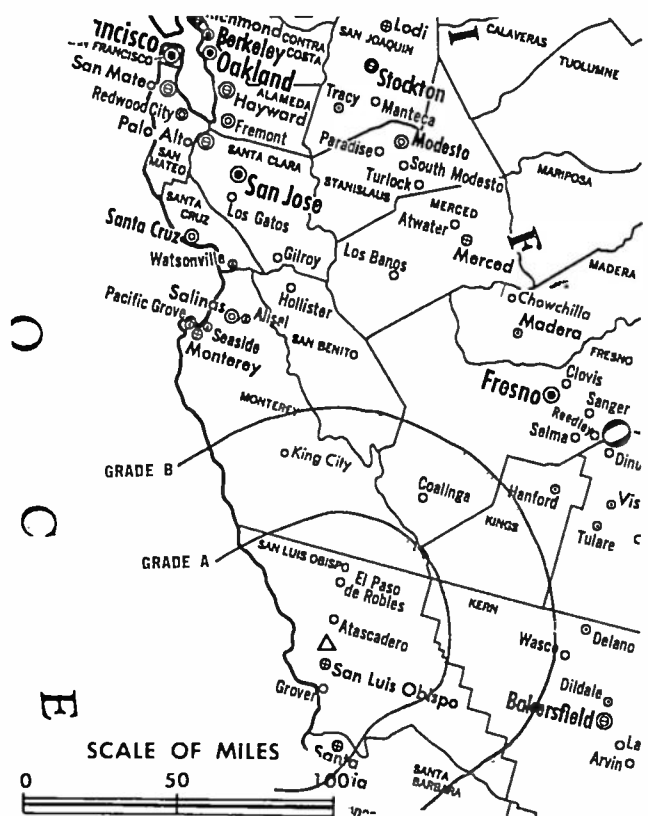 Richmond
CONTRA
COSTA
Lodi
SAN JOAQUIN
CALAVERAS
I
TUOLUMNE
ncisco
SAN FRANCISCO
Berkeley
Oakland
Stockton
San Mateo
ALAMEDA
Hayward
Tracy
Manteca
Redwood City
Fremont
Palo Alto
Paradise
Modesto
SAN
MATEO
SANTA CLARA
South Modesto
MARIPOSA
San Jose
STANISLAUS
Turlock
SANTA
CRUZ
Los Gatos
MERCED
Atwater
Merced
F
Santa Cruz
Watsonville
Gilroy
Los Banos
MADERA
Hollister
Chowchilla
Salinas
Alisal
Madera
Pacific Grove
Seaside
Monterey
SAN BENITO
O
FRESNO
Clovis
Fresno
Sanger
MONTEREY
Reedley
Selma
King City
Dinu
GRADE B
Coalinga
Hanford
Vis
C
KINGS
Tulare
GRADE A
SAN LUIS OBISPO
El Paso
de Robles
KERN
Atascadero
Delano
Wasco
San Luis Obispo
Grover
Dildale
Bakersfield
E
SCALE OF MILES
Santa
La
Arvin
0
50
100
ia
SANTA
BARBARA